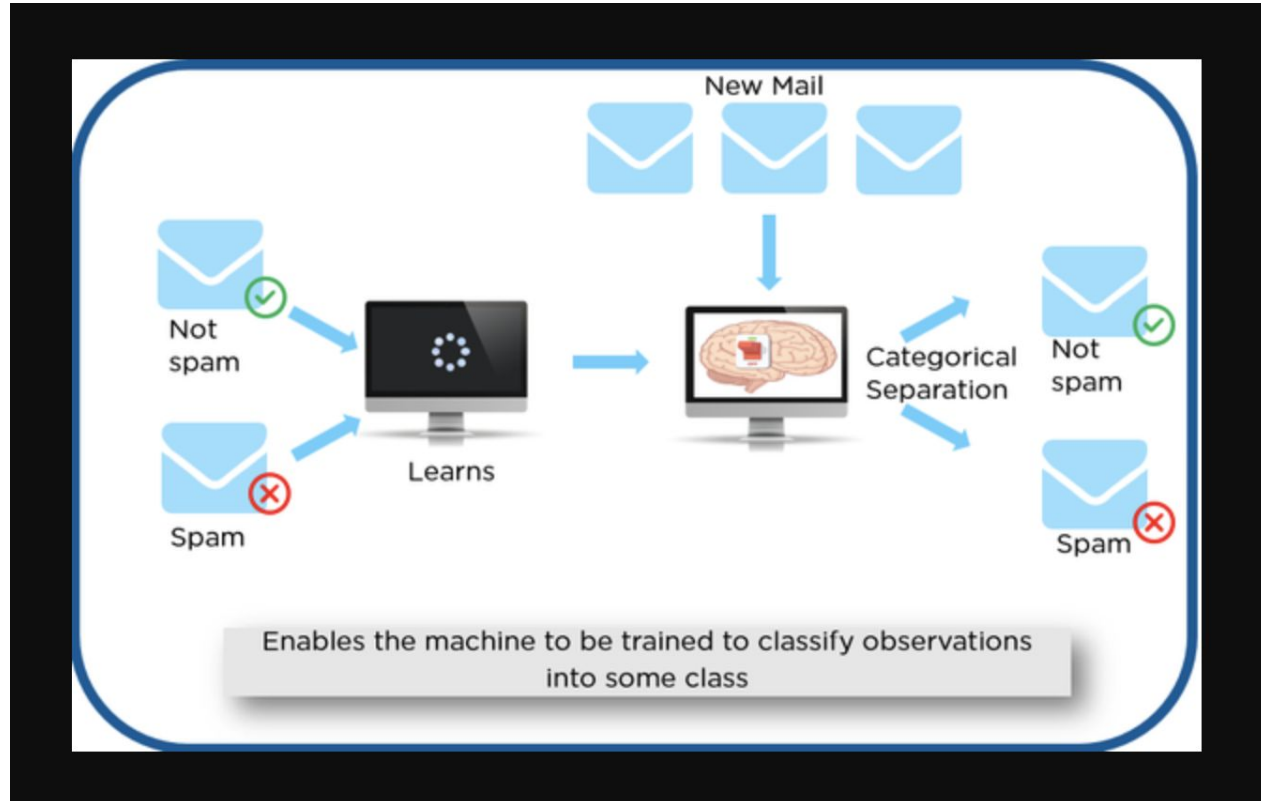 New Mail
Not
spam
Spam
Learns
Categorical
Separation
Not
spam
Spam
Enables the machine to be trained to classify observations
into some class